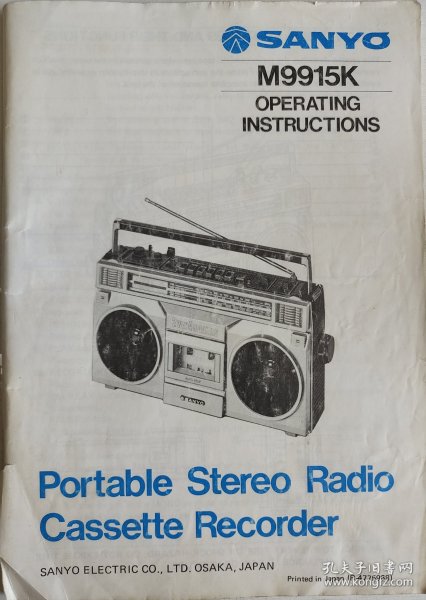 SANYO
M9915K
OPERATING
INSTRUCTIONS
SANYO
Portable Stereo Radio
Cassette Recorder
SANYO ELECTRIC CO., LTD. OSAKA, JAPAN
Printed in Japan
孔夫子旧书网
kongfz.com